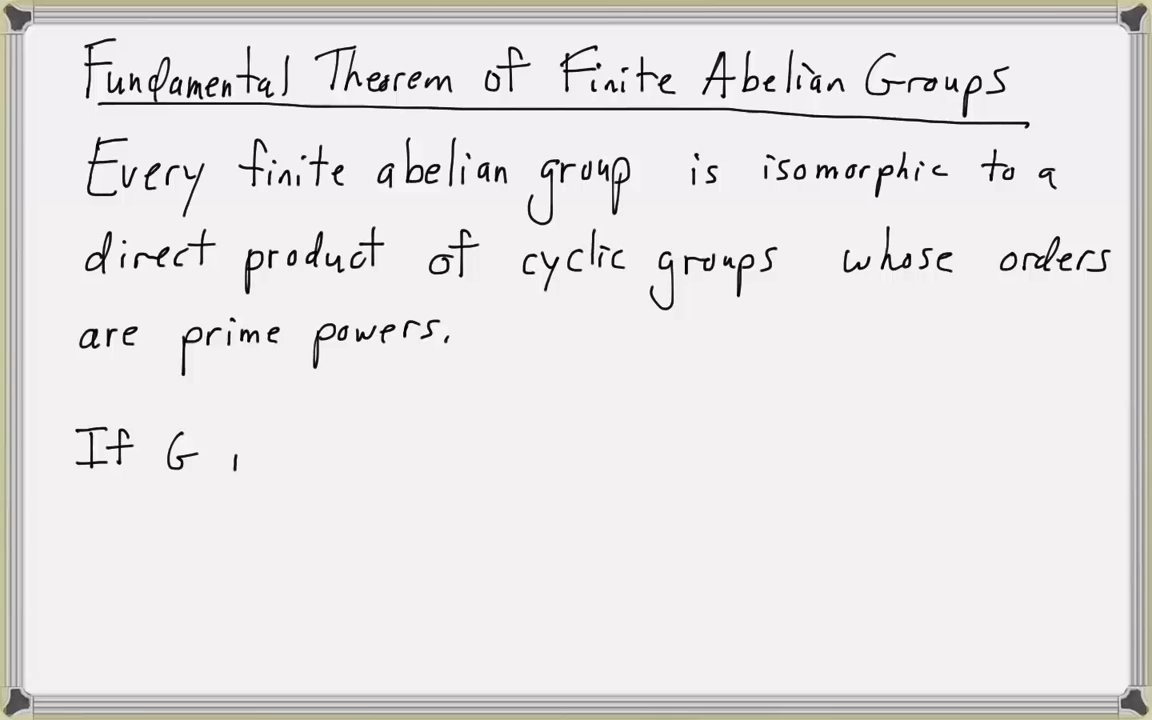 Fundamental Theorem of Finite Abelian Groups
Every finite abelian group is isomorphic to a
direct product of cyclic groups whose orders
are prime powers.
If G